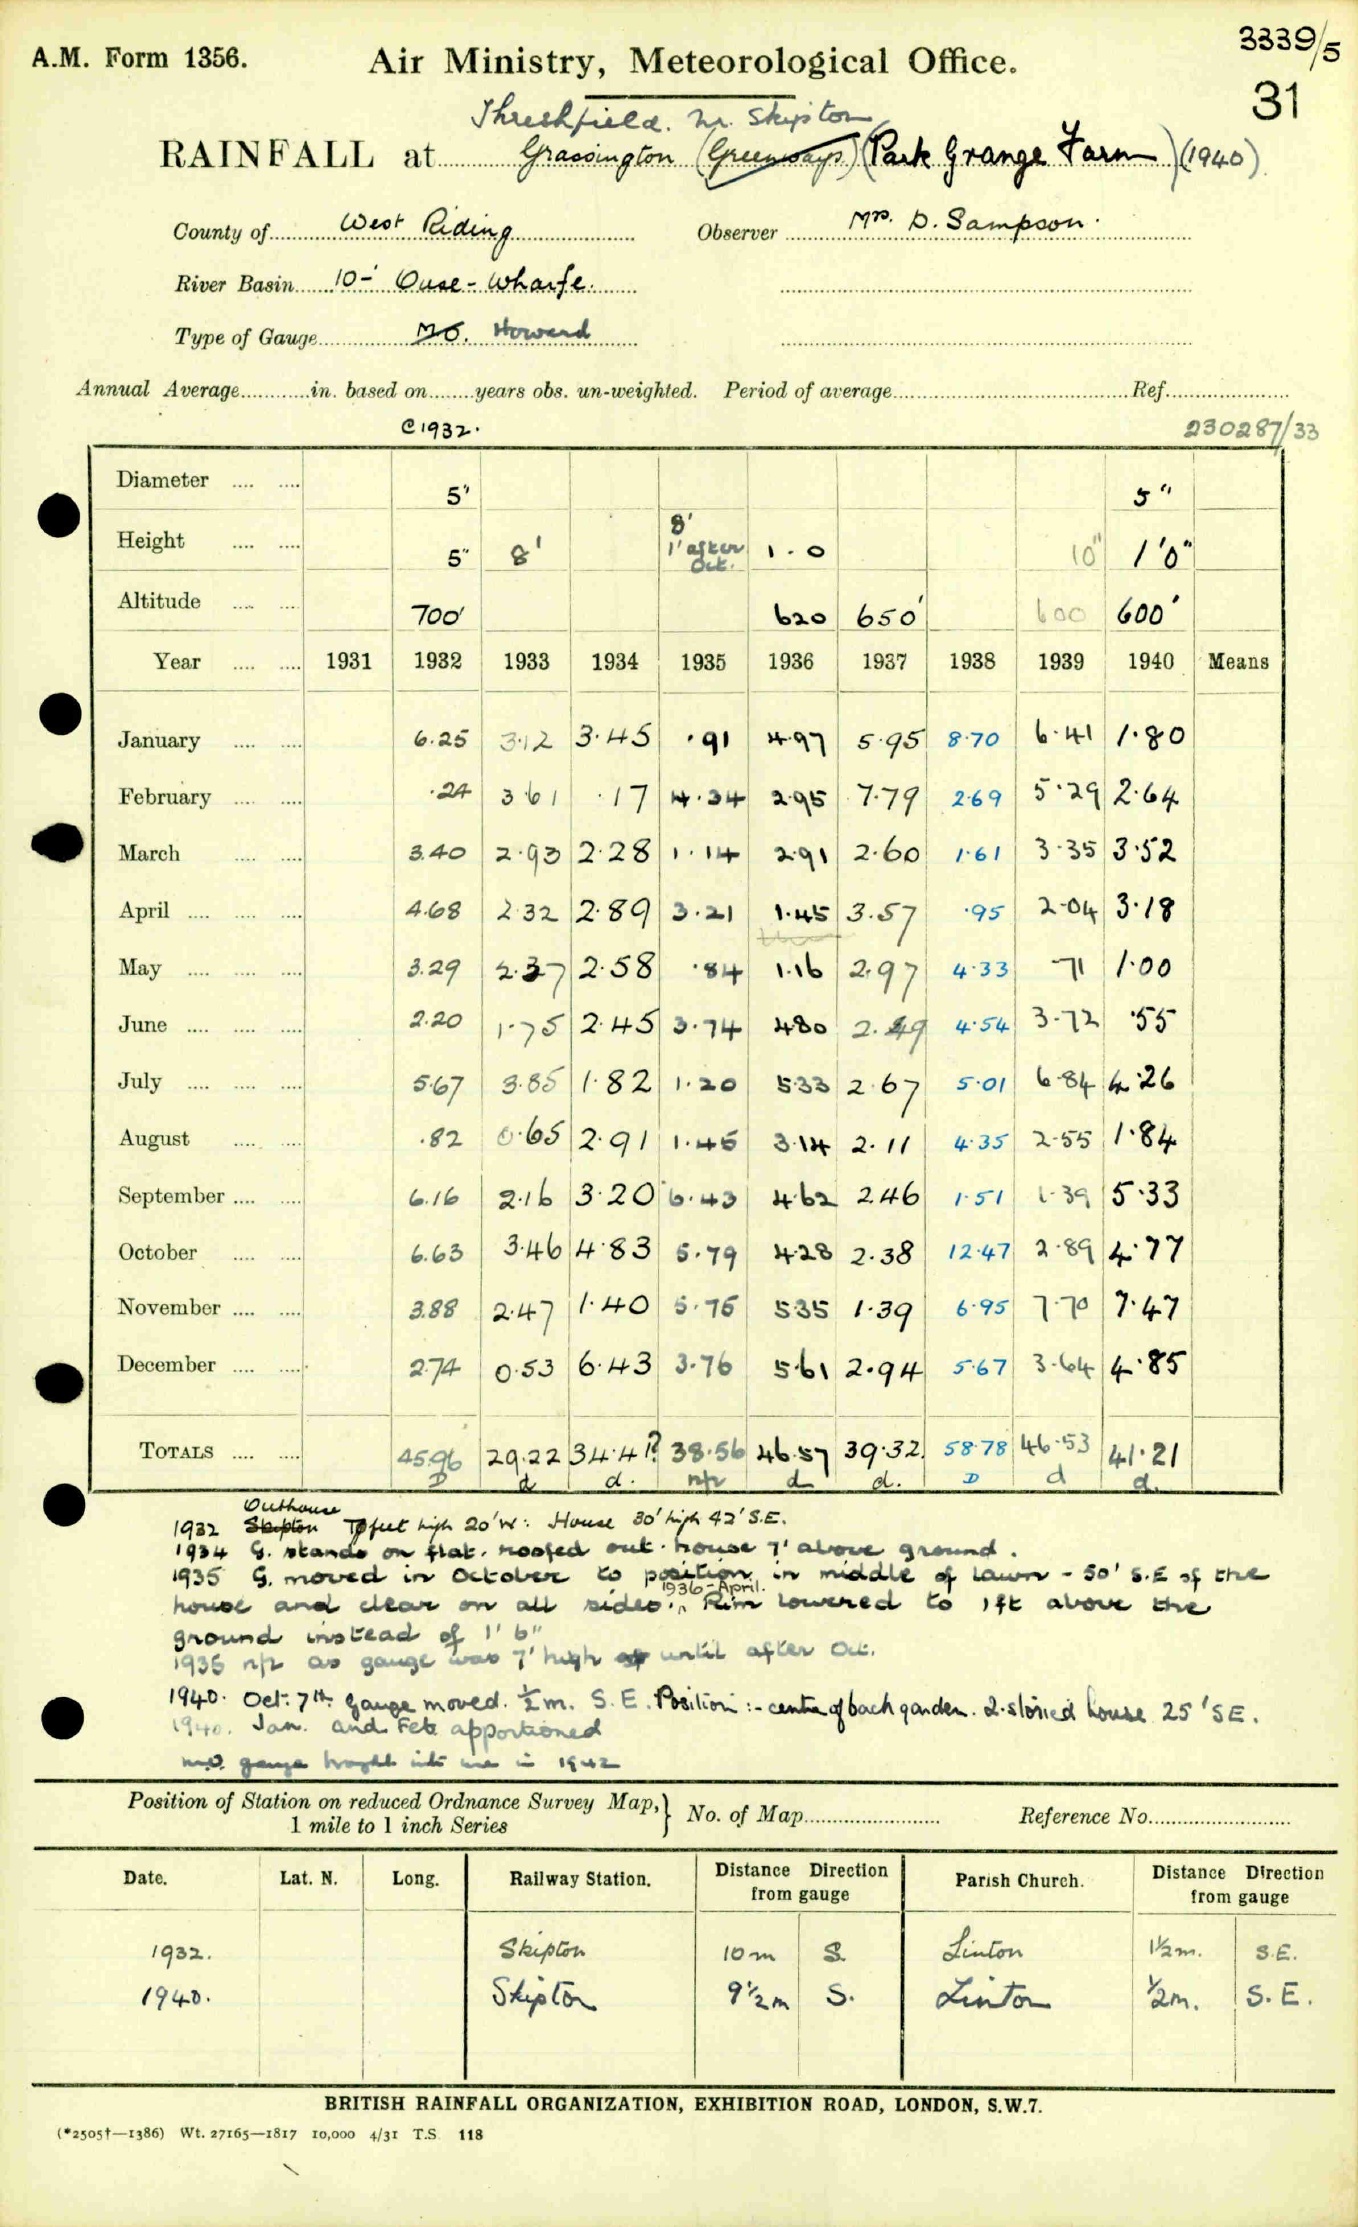 3339/5
A.M. Form 1356. Air Ministry, Meteorological Office. 31
Threshfield. Nr. Skipton
RAINFALL at Grassington (Greenways) (Park Grange Farm) (1940)
County of West Riding Observer Mrs. D. Sampson.
River Basin 10- Ouse - Wharfe.
Type of Gauge MO. Howard
Annual Average in. based on years obs. un-weighted. Period of average Ref.
C1932. 230287/33
Diameter 5" 5"
Height 5" 8' 8' 1' after Oct. 1-0 10" 1'0"
Altitude 700' 620 650' 600 600'
Year 1931 1932 1933 1934 1935 1936 1937 1938 1939 1940 Means
January 6.25 3.12 3.45 .91 4.97 5.95 8.70 6.41 1.80
February .24 3.61 .17 4.34 2.95 7.79 2.69 5.29 2.64
March 3.40 2.93 2.28 1.14 2.91 2.60 1.61 3.35 3.52
April 4.68 2.32 2.89 3.21 1.45 3.57 .95 2.04 3.18
May 3.29 2.37 2.58 .84 1.16 2.97 4.33 .71 1.00
June 2.20 1.75 2.45 3.74 4.80 2.49 4.54 3.72 .55
July 5.67 3.85 1.82 1.20 5.33 2.67 5.01 6.84 4.26
August .82 0.65 2.91 1.45 3.14 2.11 4.35 2.55 1.84
September 6.16 2.16 3.20 6.43 4.62 2.46 1.51 1.39 5.33
October 6.63 3.46 4.83 5.79 4.28 2.38 12.47 2.89 4.77
November 3.88 2.47 1.40 5.75 5.35 1.39 6.95 7.70 7.47
December 2.74 0.53 6.43 3.76 5.61 2.94 5.67 3.64 4.85
TOTALS 45.96 29.22 34.41? 38.56 46.57 39.32 58.78 46.53 41.21
D d d. n/p d d. D d d.
Outhouse
1932 Skipton 7 feet high 20'W: House 30' high 42' S.E.
1934 G. stands on flat. roofed out-house 7' above ground.
1935 G. moved in October to position in middle of lawn - 50' S.E of the
1936-April.
house and clear on all sides. Rim lowered to 1ft above the
ground instead of 1' 6"
1935 n/p as gauge was 7' high until after Oct.
1940. Oct. 7th. Gauge moved. ½m. S.E. Position:- centre of back garden. 2-storied house 25' SE.
1940. Jan. and Feb apportioned
M.O. gauge brought into use in 1942
Position of Station on reduced Ordnance Survey Map, } No. of Map Reference No.
1 mile to 1 inch Series
Date. Lat. N. Long. Railway Station. Distance Direction from gauge Parish Church. Distance Direction from gauge
1932. Skipton 10m S. Linton 1½m. S.E.
1940. Skipton 9½m S. Linton ½m. S.E.
BRITISH RAINFALL ORGANIZATION, EXHIBITION ROAD, LONDON, S.W.7.
(*2505†—1386) Wt. 27165—1817 10,000 4/31 T.S 118